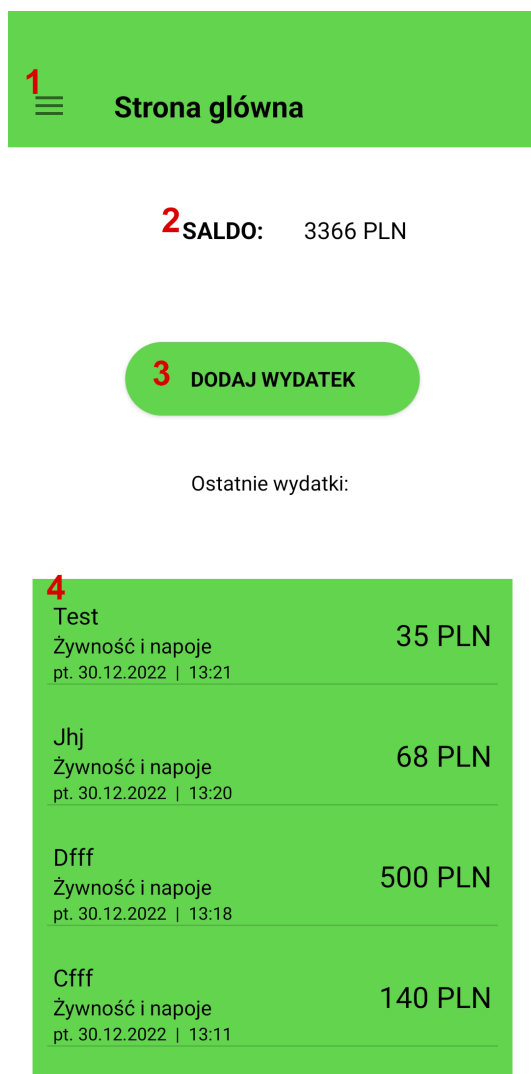 1
Strona glówna
2 SALDO: 3366 PLN
3 DODAJ WYDATEK
Ostatnie wydatki:
4
Test
35 PLN
Żywność i napoje
pt. 30.12.2022 | 13:21
Jhj
68 PLN
Żywność i napoje
pt. 30.12.2022 | 13:20
Dfff
500 PLN
Żywność i napoje
pt. 30.12.2022 | 13:18
Cfff
140 PLN
Żywność i napoje
pt. 30.12.2022 | 13:11